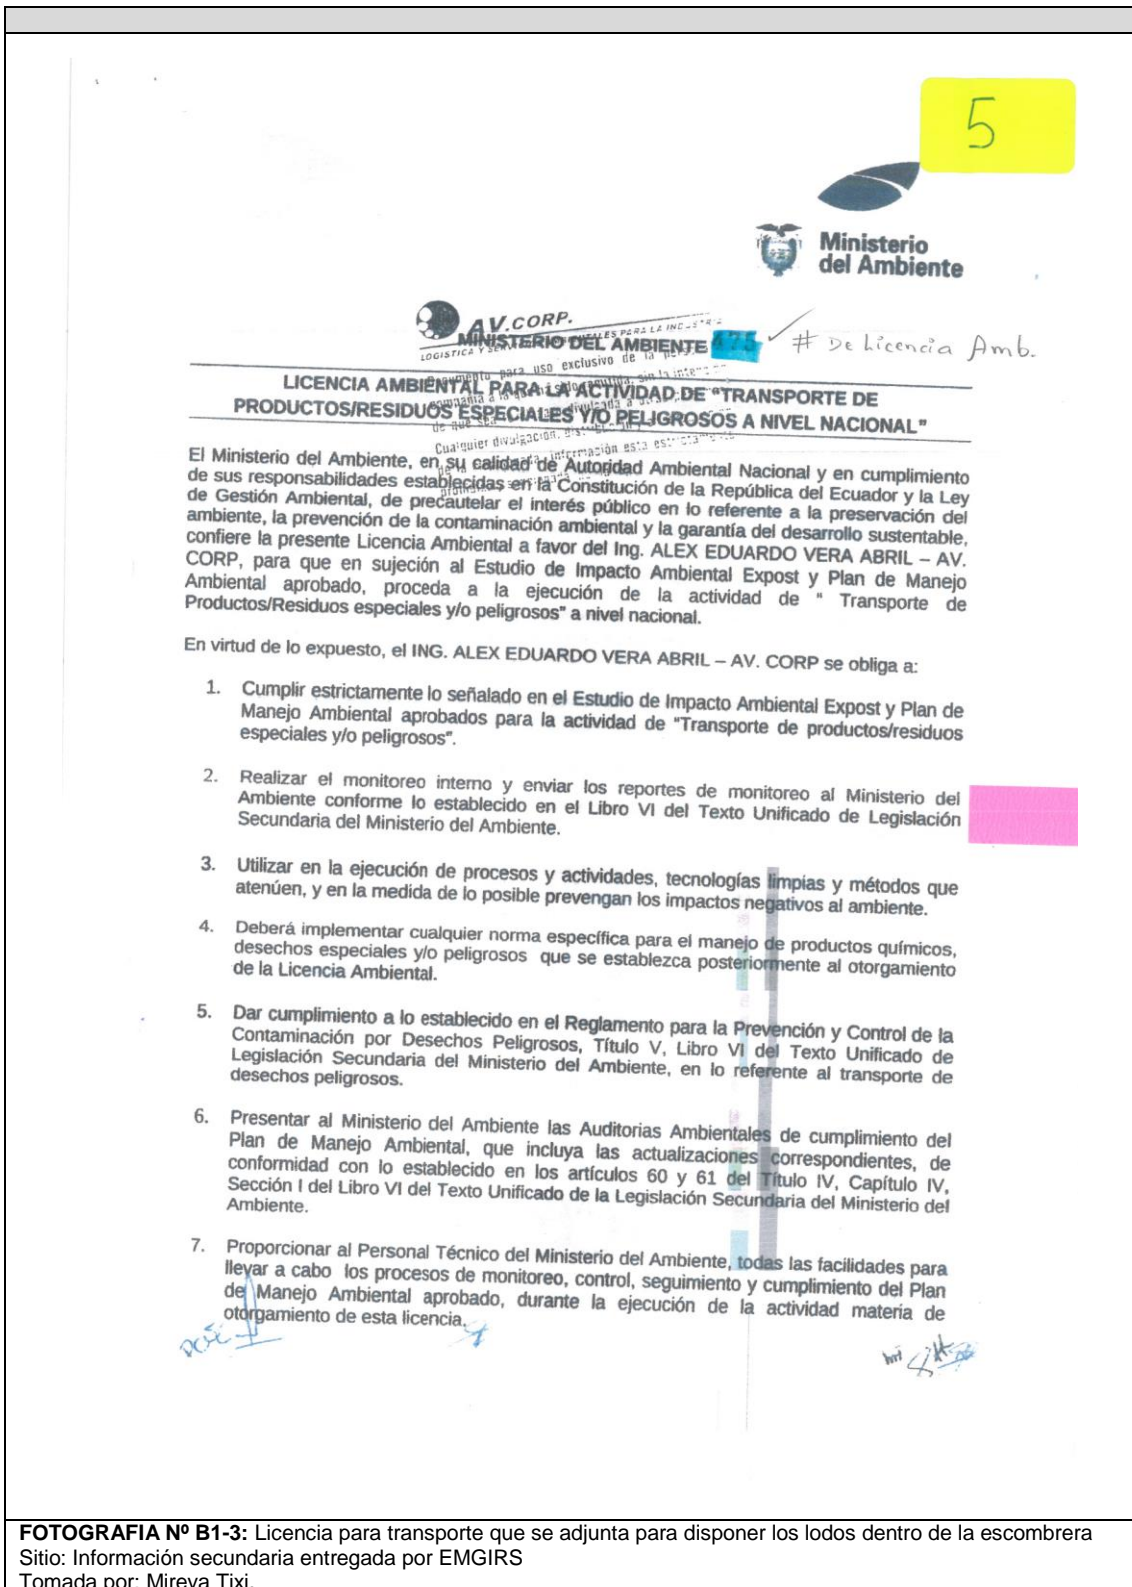 5
Ministerio
del Ambiente
AV.CORP.
MINISTERIO DEL AMBIENTE 475 # De Licencia Amb.
LICENCIA AMBIENTAL PARA LA ACTIVIDAD DE "TRANSPORTE DE
PRODUCTOS/RESIDUOS ESPECIALES Y/O PELIGROSOS A NIVEL NACIONAL"
El Ministerio del Ambiente, en su calidad de Autoridad Ambiental Nacional y en cumplimiento
de sus responsabilidades establecidas en la Constitución de la República del Ecuador y la Ley
de Gestión Ambiental, de precautelar el interés público en lo referente a la preservación del
ambiente, la prevención de la contaminación ambiental y la garantía del desarrollo sustentable,
confiere la presente Licencia Ambiental a favor del Ing. ALEX EDUARDO VERA ABRIL – AV.
CORP, para que en sujeción al Estudio de Impacto Ambiental Expost y Plan de Manejo
Ambiental aprobado, proceda a la ejecución de la actividad de " Transporte de
Productos/Residuos especiales y/o peligrosos" a nivel nacional.
En virtud de lo expuesto, el ING. ALEX EDUARDO VERA ABRIL – AV. CORP se obliga a:
1. Cumplir estrictamente lo señalado en el Estudio de Impacto Ambiental Expost y Plan de
Manejo Ambiental aprobados para la actividad de "Transporte de productos/residuos
especiales y/o peligrosos".
2. Realizar el monitoreo interno y enviar los reportes de monitoreo al Ministerio del
Ambiente conforme lo establecido en el Libro VI del Texto Unificado de Legislación
Secundaria del Ministerio del Ambiente.
3. Utilizar en la ejecución de procesos y actividades, tecnologías limpias y métodos que
atenúen, y en la medida de lo posible prevengan los impactos negativos al ambiente.
4. Deberá implementar cualquier norma específica para el manejo de productos químicos,
desechos especiales y/o peligrosos que se establezca posteriormente al otorgamiento
de la Licencia Ambiental.
5. Dar cumplimiento a lo establecido en el Reglamento para la Prevención y Control de la
Contaminación por Desechos Peligrosos, Título V, Libro VI del Texto Unificado de
Legislación Secundaria del Ministerio del Ambiente, en lo referente al transporte de
desechos peligrosos.
6. Presentar al Ministerio del Ambiente las Auditorias Ambientales de cumplimiento del
Plan de Manejo Ambiental, que incluya las actualizaciones correspondientes, de
conformidad con lo establecido en los artículos 60 y 61 del Título IV, Capítulo IV,
Sección I del Libro VI del Texto Unificado de la Legislación Secundaria del Ministerio del
Ambiente.
7. Proporcionar al Personal Técnico del Ministerio del Ambiente, todas las facilidades para
llevar a cabo los procesos de monitoreo, control, seguimiento y cumplimiento del Plan
de Manejo Ambiental aprobado, durante la ejecución de la actividad materia de
otorgamiento de esta licencia.
FOTOGRAFIA Nº B1-3: Licencia para transporte que se adjunta para disponer los lodos dentro de la escombrera
Sitio: Información secundaria entregada por EMGIRS
Tomada por: Mireya Tixi.